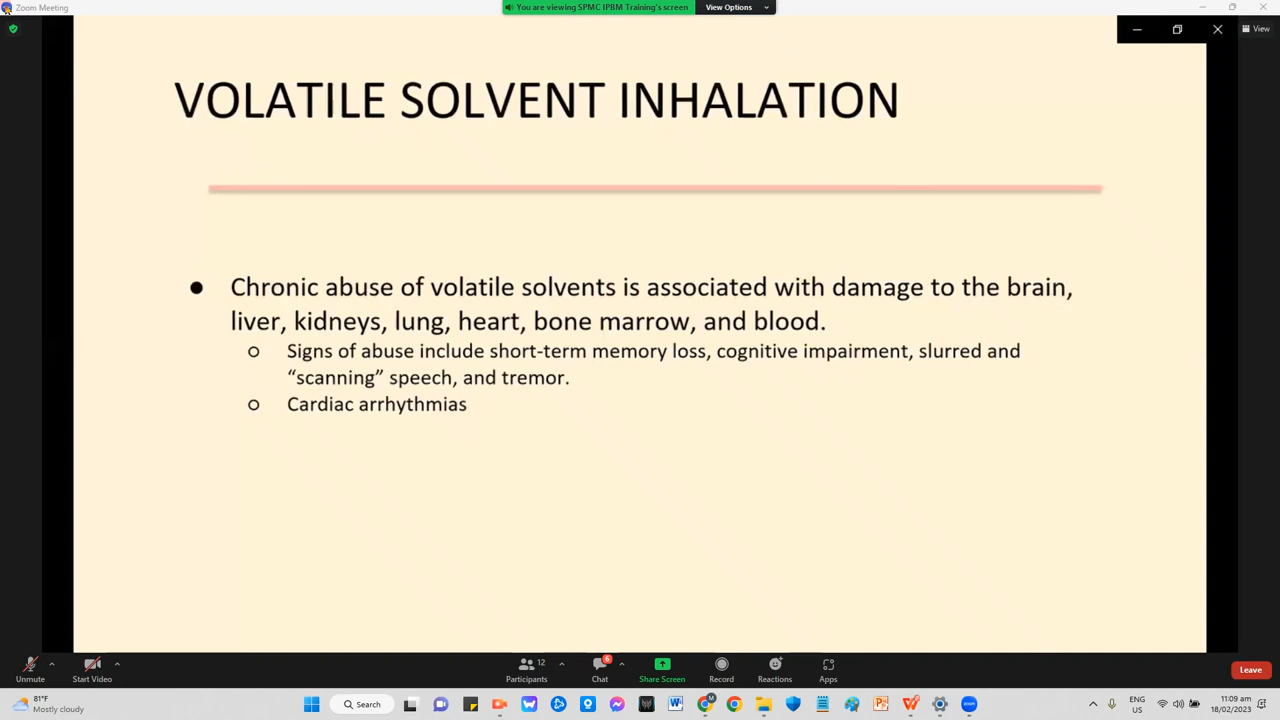 Zoom Meeting
You are viewing SPMC IPBM Training's screen
View Options
View
VOLATILE SOLVENT INHALATION
● Chronic abuse of volatile solvents is associated with damage to the brain,
liver, kidneys, lung, heart, bone marrow, and blood.
○ Signs of abuse include short-term memory loss, cognitive impairment, slurred and
“scanning” speech, and tremor.
○ Cardiac arrhythmias
12
6
Unmute
Start Video
Participants
Chat
Share Screen
Record
Reactions
Apps
Leave
81°F
Mostly cloudy
Search
ENG
US
11:09 am
18/02/2023